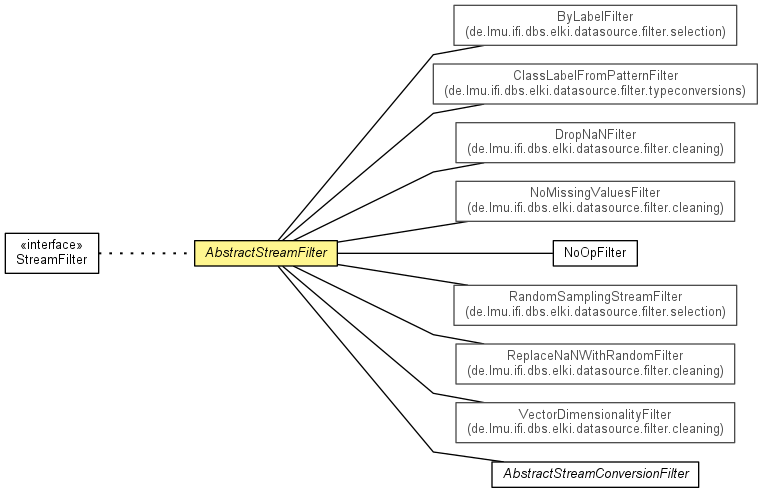 ByLabelFilter
(de.lmu.ifi.dbs.elki.datasource.filter.selection)
ClassLabelFromPatternFilter
(de.lmu.ifi.dbs.elki.datasource.filter.typeconversions)
DropNaNFilter
(de.lmu.ifi.dbs.elki.datasource.filter.cleaning)
NoMissingValuesFilter
(de.lmu.ifi.dbs.elki.datasource.filter.cleaning)
«interface»
StreamFilter
AbstractStreamFilter
NoOpFilter
RandomSamplingStreamFilter
(de.lmu.ifi.dbs.elki.datasource.filter.selection)
ReplaceNaNWithRandomFilter
(de.lmu.ifi.dbs.elki.datasource.filter.cleaning)
VectorDimensionalityFilter
(de.lmu.ifi.dbs.elki.datasource.filter.cleaning)
AbstractStreamConversionFilter